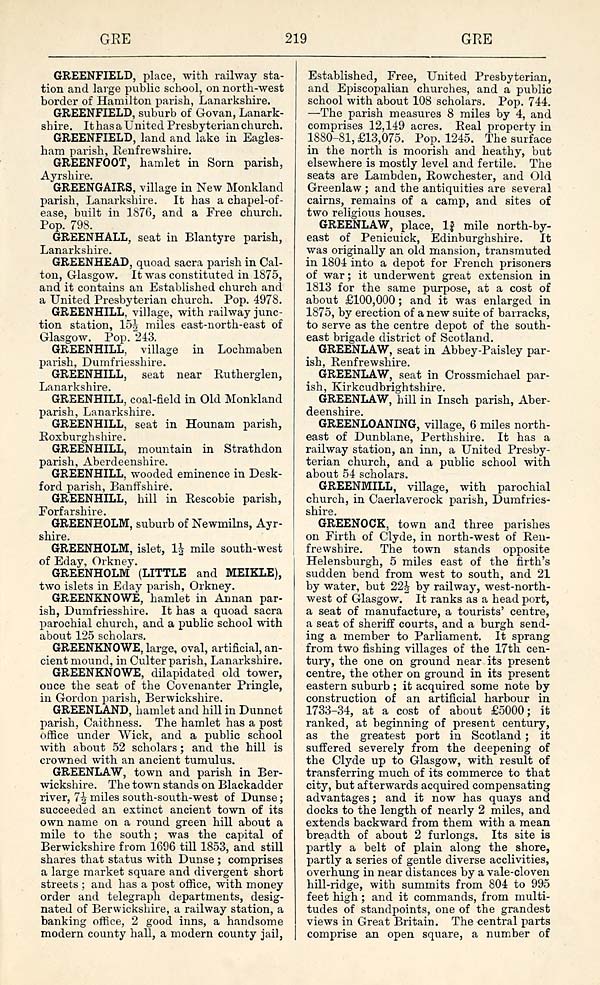 GRE 219 GRE
GREENFIELD, place, with railway sta-
tion and large public school, on north-west
border of Hamilton parish, Lanarkshire.
GREENFIELD, suburb of Govan, Lanark-
shire. It has a United Presbyterian church.
GREENFIELD, land and lake in Eagles-
ham parish, Renfrewshire.
GREENFOOT, hamlet in Sorn parish,
Ayrshire.
GREENGAIRS, village in New Monkland
parish, Lanarkshire. It has a chapel-of-
ease, built in 1876, and a Free church.
Pop. 798.
GREENHALL, seat in Blantyre parish,
Lanarkshire.
GREENHEAD, quoad sacra parish in Cal-
ton, Glasgow. It was constituted in 1875,
and it contains an Established church and
a United Presbyterian church. Pop. 4978.
GREENHILL, village, with railway junc-
tion station, 15½ miles east-north-east of
Glasgow. Pop. 243.
GREENHILL, village in Lochmaben
parish, Dumfriesshire.
GREENHILL, seat near Rutherglen,
Lanarkshire.
GREENHILL, coal-field in Old Monkland
parish, Lanarkshire.
GREENHILL, seat in Hounam parish,
Roxburghshire.
GREENHILL, mountain in Strathdon
parish, Aberdeenshire.
GREENHILL, wooded eminence in Desk-
ford parish, Banffshire.
GREENHILL, hill in Rescobie parish,
Forfarshire.
GREENHOLM, suburb of Newmilns, Ayr-
shire.
GREENHOLM, islet, 1½ mile south-west
of Eday, Orkney.
GREENHOLM (LITTLE and MEIKLE),
two islets in Eday parish, Orkney.
GREENKNOWE, hamlet in Annan par-
ish, Dumfriesshire. It has a quoad sacra
parochial church, and a public school with
about 125 scholars.
GREENKNOWE, large, oval, artificial, an-
cient mound, in Culter parish, Lanarkshire.
GREENKNOWE, dilapidated old tower,
once the seat of the Covenanter Pringle,
in Gordon parish, Berwickshire.
GREENLAND, hamlet and hill in Dunnet
parish, Caithness. The hamlet has a post
office under Wick, and a public school
with about 52 scholars; and the hill is
crowned with an ancient tumulus.
GREENLAW, town and parish in Ber-
wickshire. The town stands on Blackadder
river, 7½ miles south-south-west of Dunse;
succeeded an extinct ancient town of its
own name on a round green hill about a
mile to the south; was the capital of
Berwickshire from 1696 till 1853, and still
shares that status with Dunse; comprises
a large market square and divergent short
streets; and has a post office, with money
order and telegraph departments, desig-
nated of Berwickshire, a railway station, a
banking office, 2 good inns, a handsome
modern county hall, a modern county jail,
Established, Free, United Presbyterian,
and Episcopalian churches, and a public
school with about 108 scholars. Pop. 744.
—The parish measures 8 miles by 4, and
comprises 12,149 acres. Real property in
1880-81, £13,075. Pop. 1245. The surface
in the north is moorish and heathy, but
elsewhere is mostly level and fertile. The
seats are Lambden, Rowchester, and Old
Greenlaw; and the antiquities are several
cairns, remains of a camp, and sites of
two religious houses.
GREENLAW, place, 1¾ mile north-by-
east of Penicuick, Edinburghshire. It
was originally an old mansion, transmuted
in 1804 into a depot for French prisoners
of war; it underwent great extension in
1813 for the same purpose, at a cost of
about £100,000; and it was enlarged in
1875, by erection of a new suite of barracks,
to serve as the centre depot of the south-
east brigade district of Scotland.
GREENLAW, seat in Abbey-Paisley par-
ish, Renfrewshire.
GREENLAW, seat in Crossmichael par-
ish, Kirkcudbrightshire.
GREENLAW, hill in Insch parish, Aber-
deenshire.
GREENLOANING, village, 6 miles north-
east of Dunblane, Perthshire. It has a
railway station, an inn, a United Presby-
terian church, and a public school with
about 54 scholars.
GREENMILL, village, with parochial
church, in Caerlaverock parish, Dumfries-
shire.
GREENOCK, town and three parishes
on Firth of Clyde, in north-west of Ren-
frewshire. The town stands opposite
Helensburgh, 5 miles east of the firth's
sudden bend from west to south, and 21
by water, but 22½ by railway, west-north-
west of Glasgow. It ranks as a head port,
a seat of manufacture, a tourists' centre,
a seat of sheriff courts, and a burgh send-
ing a member to Parliament. It sprang
from two fishing villages of the 17th cen-
tury, the one on ground near its present
centre, the other on ground in its present
eastern suburb; it acquired some note by
construction of an artificial harbour in
1733-34, at a cost of about £5000; it
ranked, at beginning of present century,
as the greatest port in Scotland; it
suffered severely from the deepening of
the Clyde up to Glasgow, with result of
transferring much of its commerce to that
city, but afterwards acquired compensating
advantages; and it now has quays and
docks to the length of nearly 2 miles, and
extends backward from them with a mean
breadth of about 2 furlongs. Its site is
partly a belt of plain along the shore,
partly a series of gentle diverse acclivities,
overhung in near distances by a vale-cloven
hill-ridge, with summits from 804 to 995
feet high; and it commands, from multi-
tudes of standpoints, one of the grandest
views in Great Britain. The central parts
comprise an open square, a number of